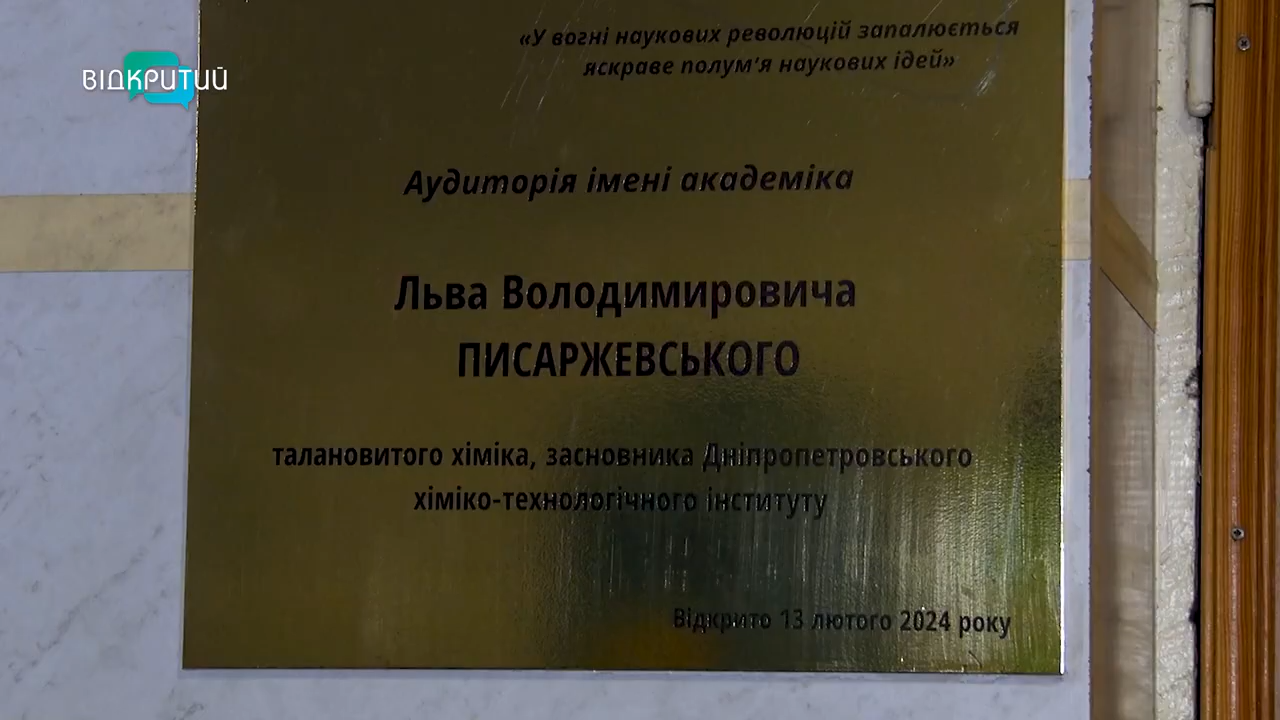 «У вогні наукових революцій запалюється
яскраве полум'я наукових ідей»
ВІДКРИТИЙ
Аудиторія імені академіка
Льва Володимировича
ПИСАРЖЕВСЬКОГО
талановитого хіміка, засновника Дніпропетровського
хіміко-технологічного інституту
Відкрито 13 лютого 2024 року